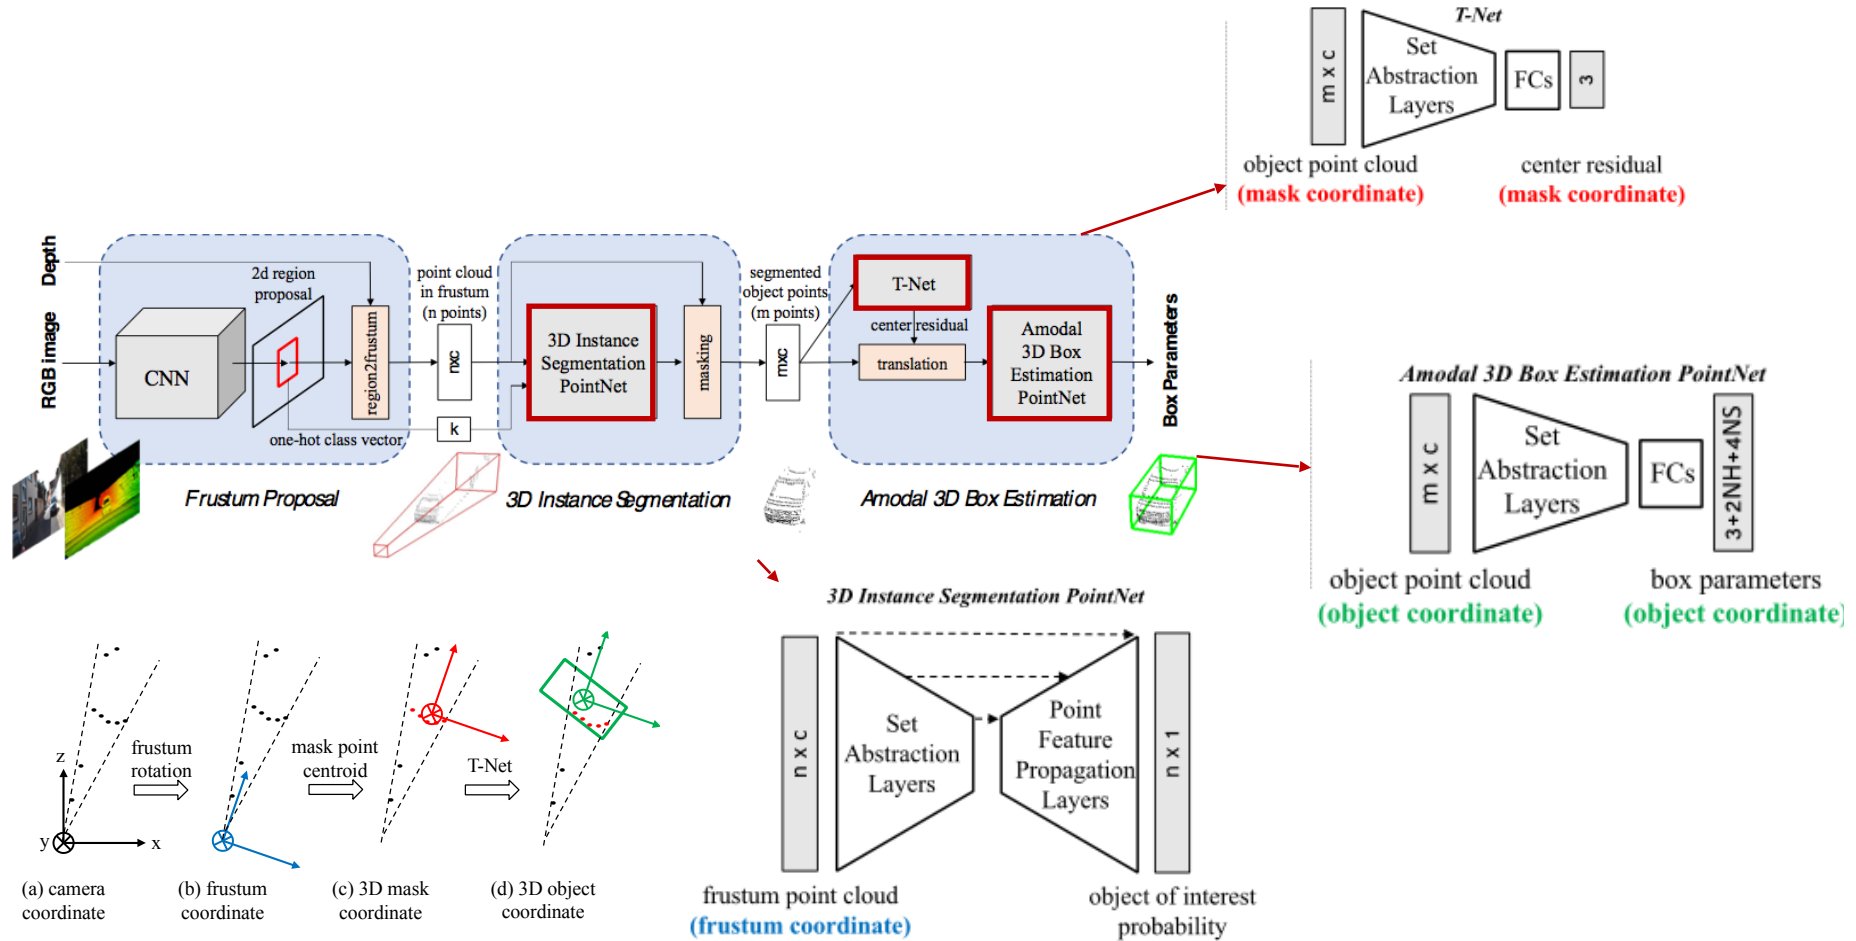 T-Net
m x c
Set
Abstraction
Layers
FCs
3
object point cloud
(mask coordinate)
center residual
(mask coordinate)
Depth
RGB image
CNN
2d region
proposal
region2frustum
one-hot class vector
Frustum Proposal
point cloud
in frustum
(n points)
nxc
k
3D Instance
Segmentation
PointNet
masking
3D Instance Segmentation
segmented
object points
(m points)
mxc
T-Net
center residual
translation
Amodal
3D Box
Estimation
PointNet
Amodal 3D Box Estimation
Box Parameters
Amodal 3D Box Estimation PointNet
m x c
Set
Abstraction
Layers
FCs
3+2NH+4NS
object point cloud
(object coordinate)
box parameters
(object coordinate)
3D Instance Segmentation PointNet
n x c
Set
Abstraction
Layers
Point
Feature
Propagation
Layers
n x 1
frustum point cloud
(frustum coordinate)
object of interest
probability
z
y
x
frustum
rotation
mask point
centroid
T-Net
(a) camera
coordinate
(b) frustum
coordinate
(c) 3D mask
coordinate
(d) 3D object
coordinate